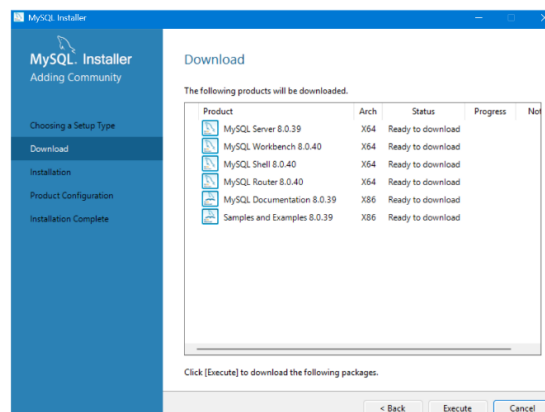 MySQL Installer
MySQL. Installer
Adding Community
Choosing a Setup Type
Download
Installation
Product Configuration
Installation Complete
Download
The following products will be downloaded.
Product Arch Status Progress Not
MySQL Server 8.0.39 X64 Ready to download
MySQL Workbench 8.0.40 X64 Ready to download
MySQL Shell 8.0.40 X64 Ready to download
MySQL Router 8.0.40 X64 Ready to download
MySQL Documentation 8.0.39 X86 Ready to download
Samples and Examples 8.0.39 X86 Ready to download
Click [Execute] to download the following packages.
< Back Execute Cancel